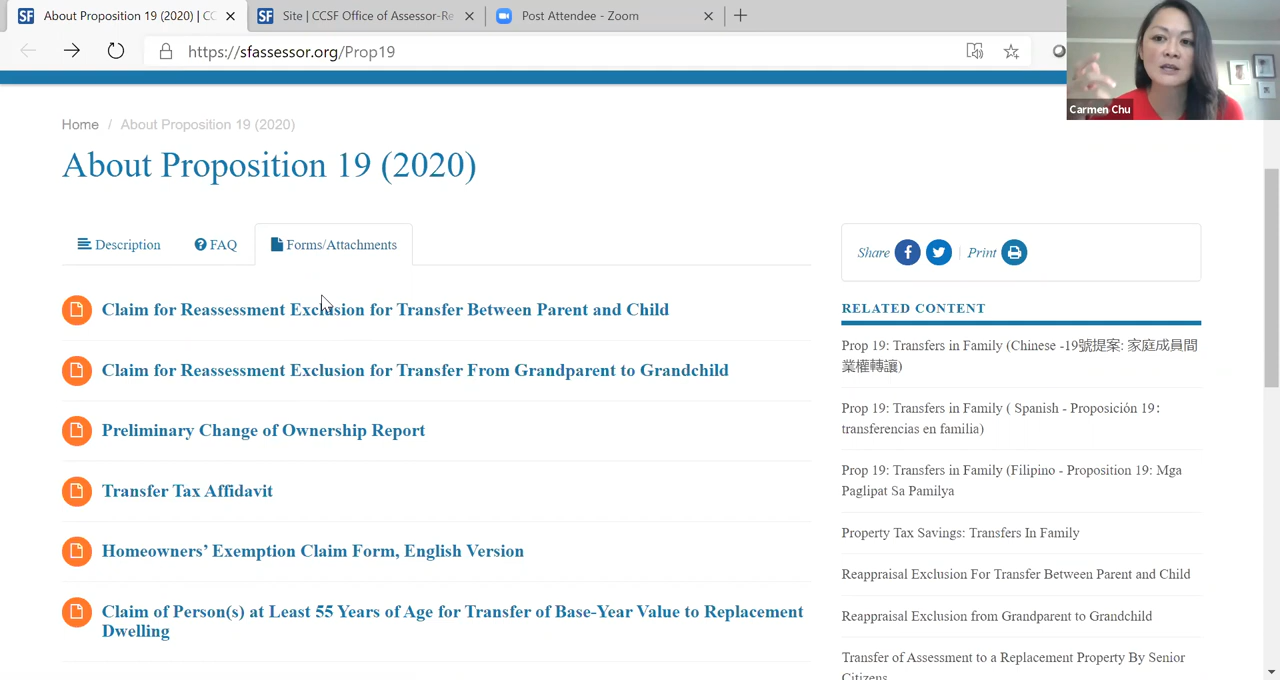 SF About Proposition 19 (2020) | CC
SF Site | CCSF Office of Assessor-Re
Post Attendee - Zoom
https://sfassessor.org/Prop19
Carmen Chu
Home / About Proposition 19 (2020)
About Proposition 19 (2020)
Description
FAQ
Forms/Attachments
Claim for Reassessment Exclusion for Transfer Between Parent and Child
Claim for Reassessment Exclusion for Transfer From Grandparent to Grandchild
Preliminary Change of Ownership Report
Transfer Tax Affidavit
Homeowners’ Exemption Claim Form, English Version
Claim of Person(s) at Least 55 Years of Age for Transfer of Base-Year Value to Replacement
Dwelling
Share
Print
RELATED CONTENT
Prop 19: Transfers in Family (Chinese -19號提案: 家庭成員間
業權轉讓)
Prop 19: Transfers in Family ( Spanish - Proposición 19:
transferencias en familia)
Prop 19: Transfers in Family (Filipino - Proposition 19: Mga
Paglipat Sa Pamilya
Property Tax Savings: Transfers In Family
Reappraisal Exclusion For Transfer Between Parent and Child
Reappraisal Exclusion from Grandparent to Grandchild
Transfer of Assessment to a Replacement Property By Senior
Citizens